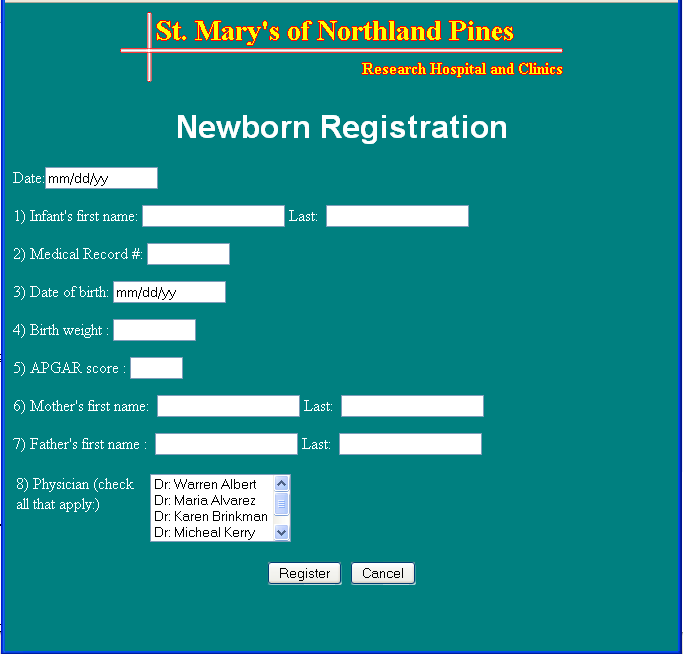 St. Mary's of Northland Pines
Research Hospital and Clinics
Newborn Registration
Date: mm/dd/yy
1) Infant's first name: Last:
2) Medical Record #:
3) Date of birth: mm/dd/yy
4) Birth weight :
5) APGAR score :
6) Mother's first name: Last:
7) Father's first name : Last:
8) Physician (check
all that apply:)
Dr. Warren Albert
Dr. Maria Alvarez
Dr. Karen Brinkman
Dr. Micheal Kerry
Register Cancel